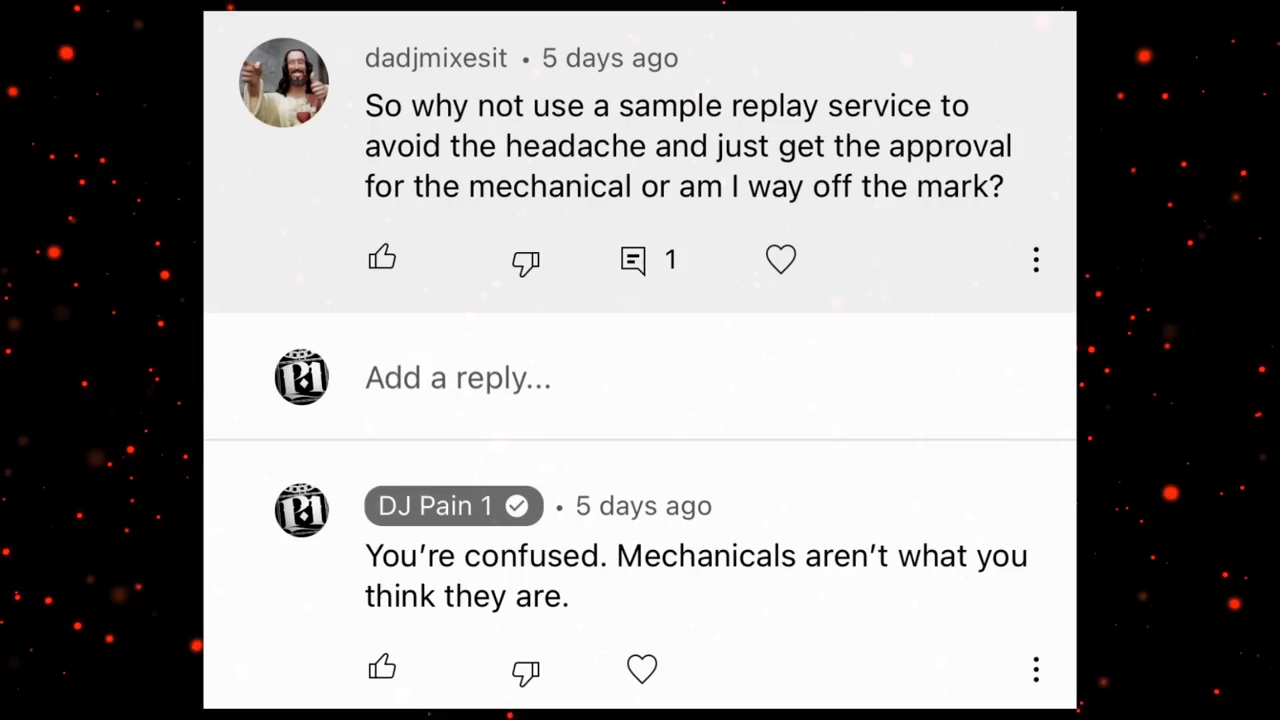 dadjmixesit • 5 days ago
So why not use a sample replay service to
avoid the headache and just get the approval
for the mechanical or am I way off the mark?
1
P1
Add a reply...
P1
DJ Pain 1 • 5 days ago
You're confused. Mechanicals aren't what you
think they are.